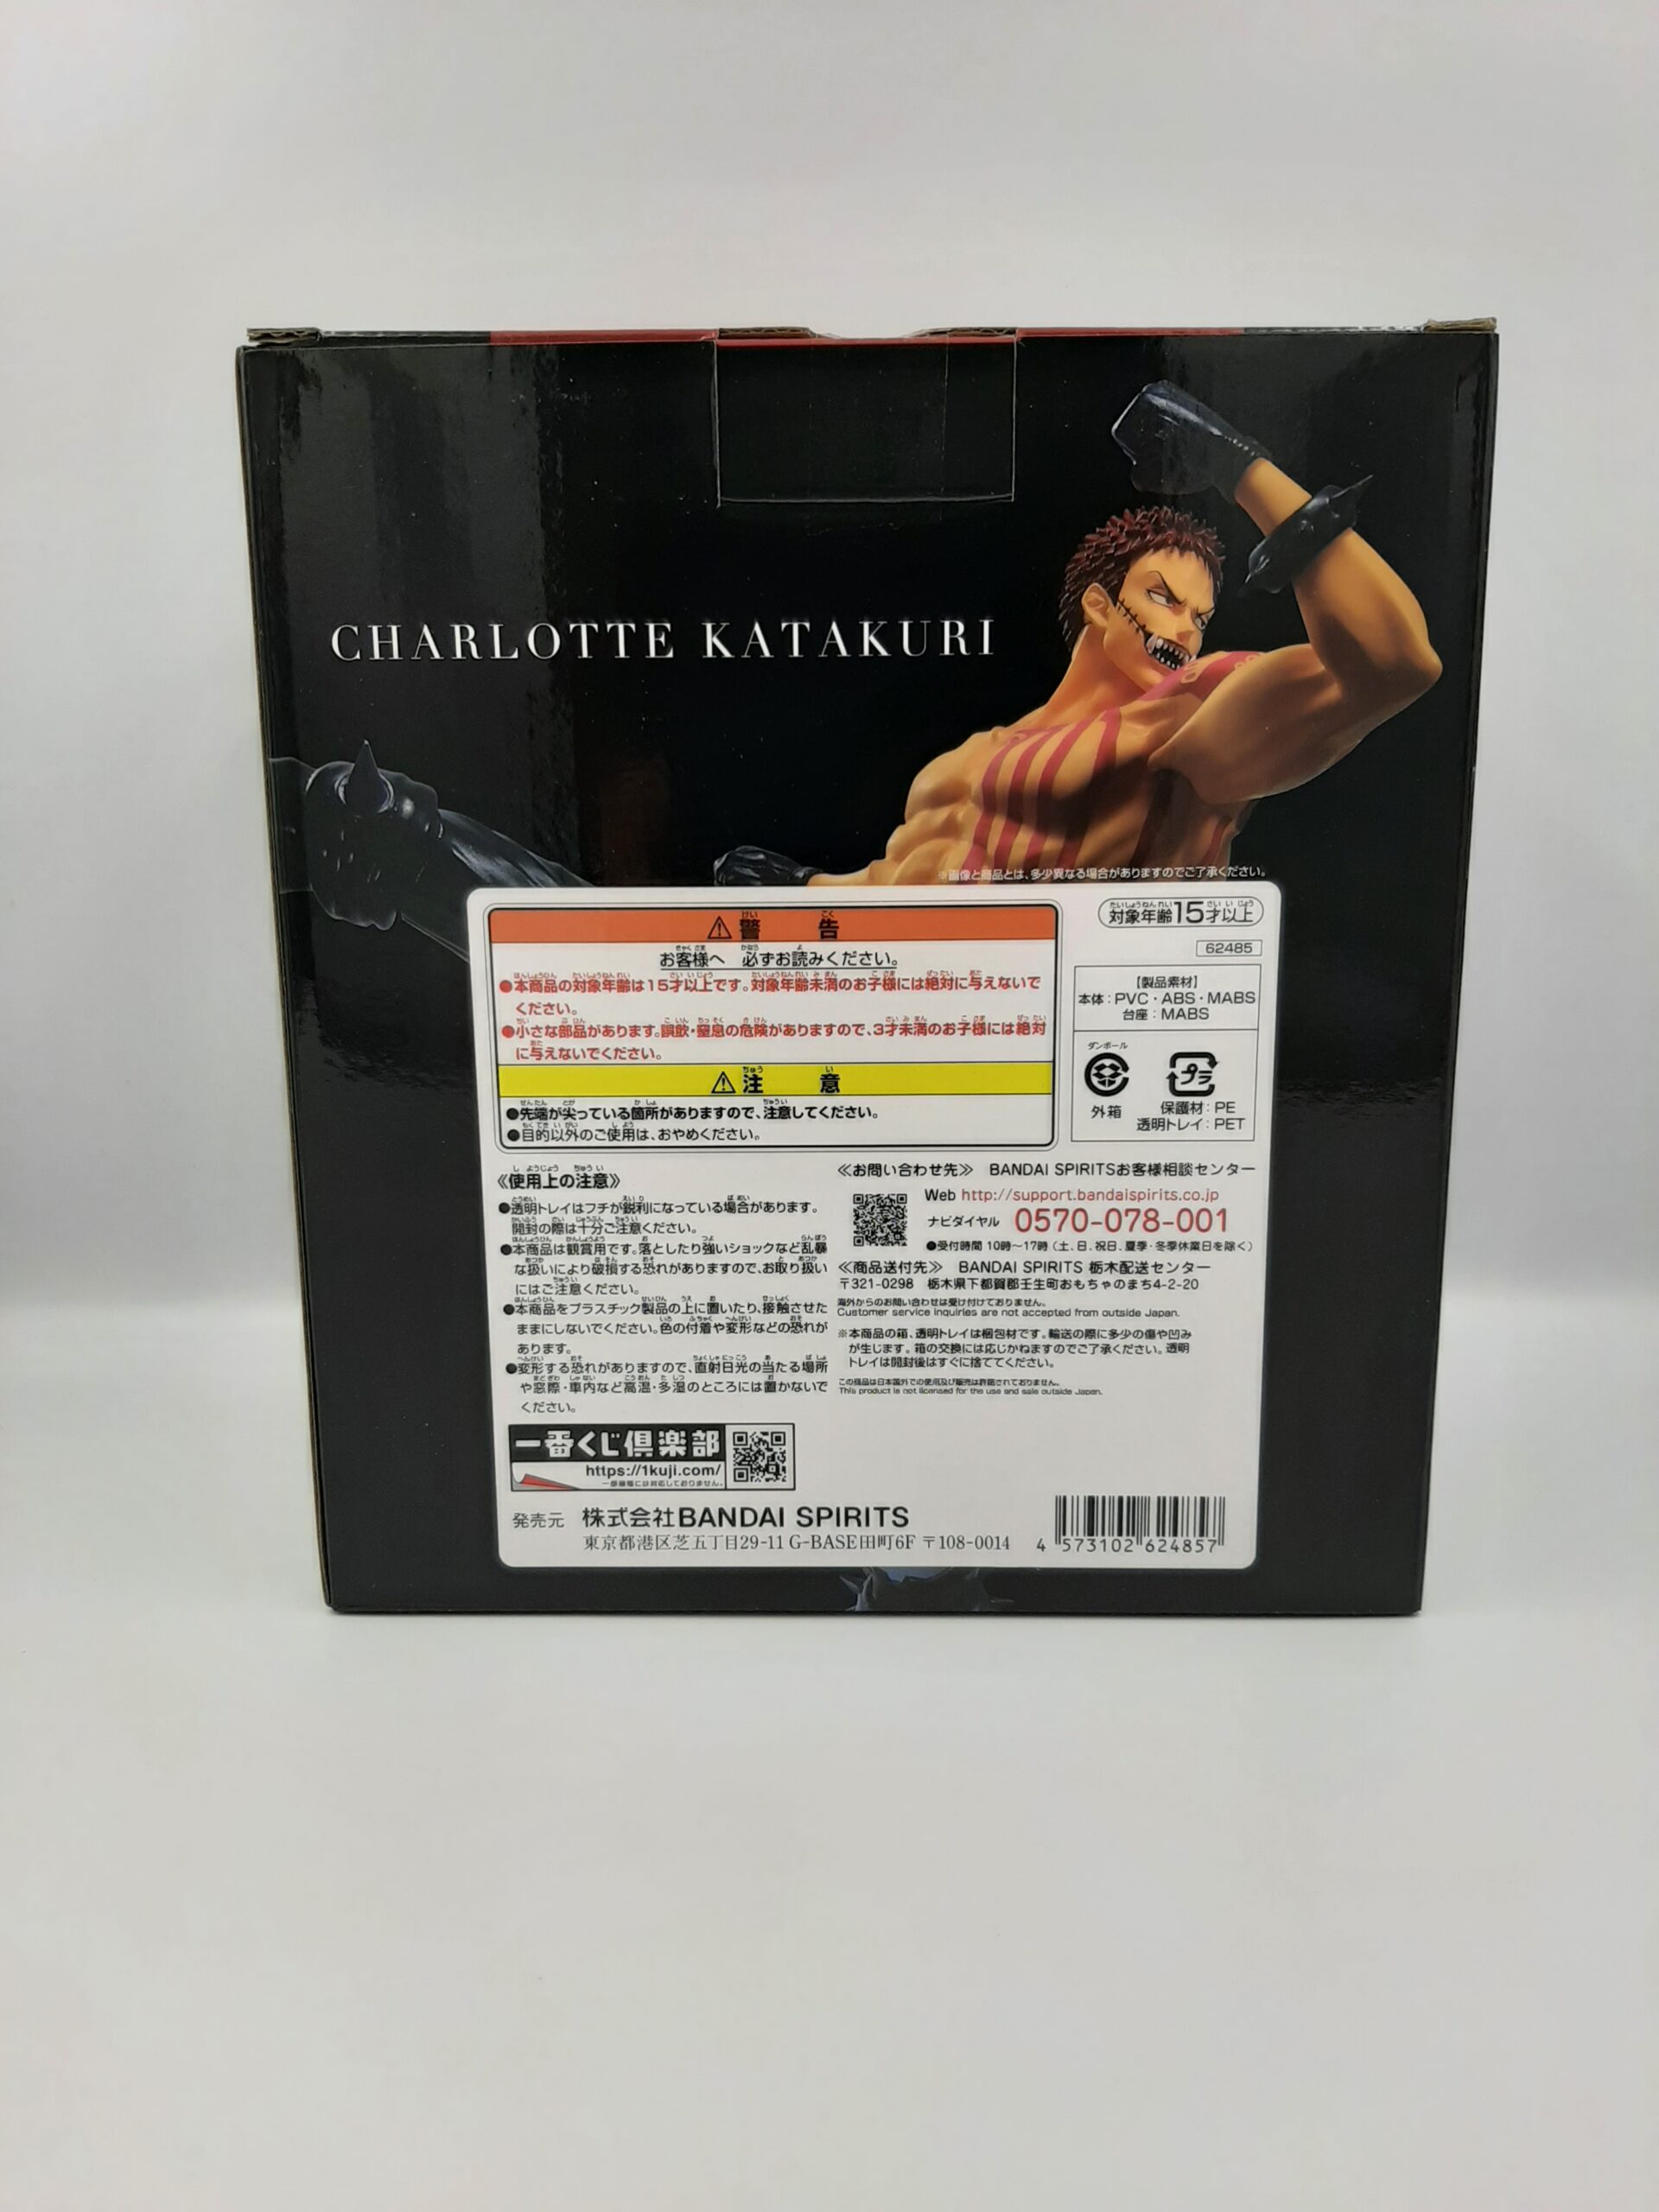 CHARLOTTE KATAKURI
※画像と商品とは、多少異なる場合がありますのでご了承ください。
警告
お客様へ 必ずお読みください。
●本商品の対象年齢は15才以上です。対象年齢未満のお子様には絶対に与えないで
ください。
●小さな部品があります。誤飲・窒息の危険がありますので、3才未満のお子様には絶対
に与えないでください。
注意
●先端が尖っている箇所がありますので、注意してください。
●目的以外のご使用は、おやめください。
対象年齢15才以上
62485
【製品素材】
本体：PVC・ABS・MABS
台座：MABS
ダンボール
外箱
プラ
保護材：PE
透明トレイ：PET
《使用上の注意》
●透明トレイはフチが鋭利になっている場合があります。
開封の際は十分ご注意ください。
●本商品は観賞用です。落としたり強いショックなど乱暴
な扱いにより破損する恐れがありますので、お取り扱い
にはご注意ください。
●本商品をプラスチック製品の上に置いたり、接触させた
ままにしないでください。色の付着や変形などの恐れが
あります。
●変形する恐れがありますので、直射日光の当たる場所
や窓際・車内など高温・多湿のところには置かないで
ください。
≪お問い合わせ先≫ BANDAI SPIRITSお客様相談センター
Web http://support.bandaispirits.co.jp
ナビダイヤル 0570-078-001
●受付時間 10時〜17時（土、日、祝日、夏季・冬季休業日を除く）
≪商品送付先≫ BANDAI SPIRITS 栃木配送センター
〒321-0298 栃木県下都賀郡壬生町おもちゃのまち4-2-20
海外からのお問い合わせは受け付けておりません。
Customer service inquiries are not accepted from outside Japan.
※本商品の箱、透明トレイは梱包材です。輸送の際に多少の傷や凹み
が生じます。箱の交換には応じかねますのでご了承ください。透明
トレイは開封後はすぐに捨ててください。
この商品は日本国外での使用及び販売は許諾されておりません。
This product is not licensed for the use and sale outside Japan.
一番くじ倶楽部
https://1kuji.com/
一部機種には対応しておりません。
発売元 株式会社BANDAI SPIRITS
東京都港区芝五丁目29-11 G-BASE田町6F 〒108-0014
4 573102 624857